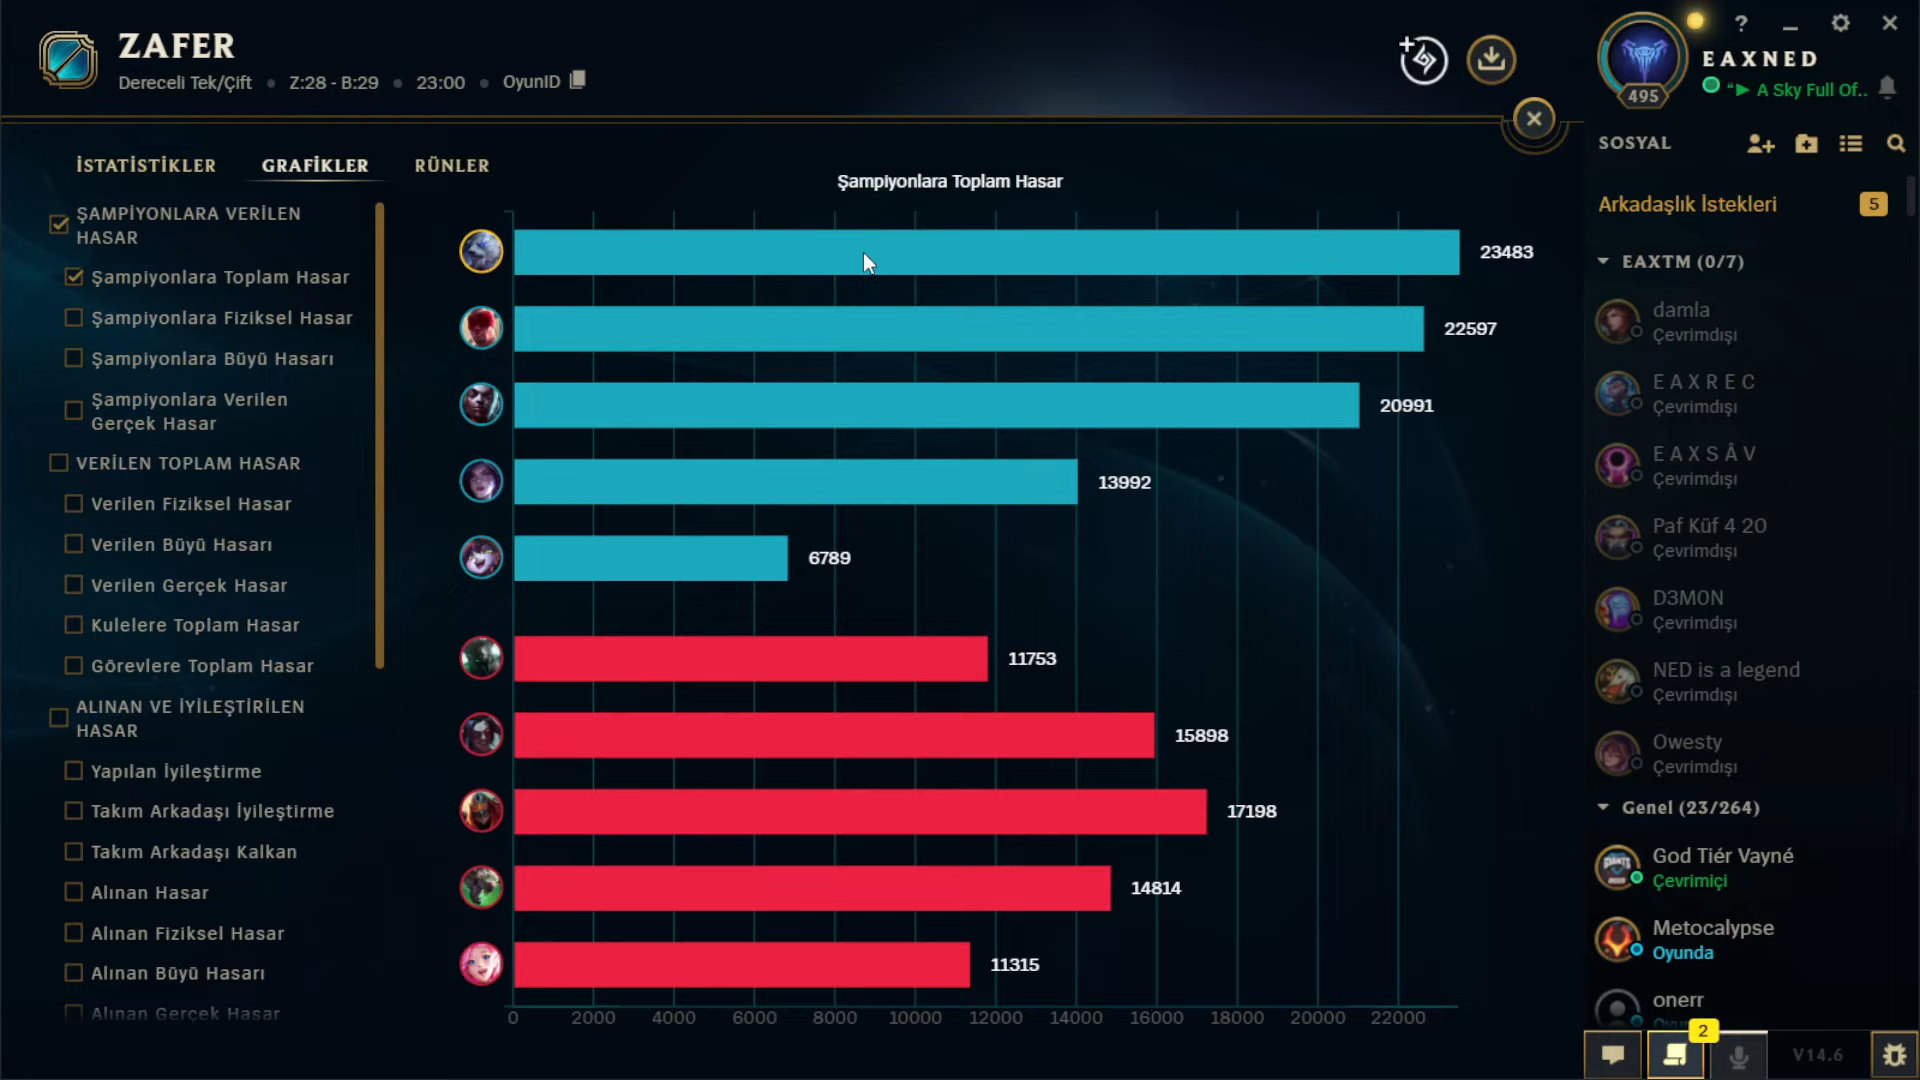 ZAFER
Dereceli Tek/Çift • Z:28 - B:29 • 23:00 • OyunID
İSTATİSTİKLER GRAFİKLER RÜNLER
ŞAMPİYONLARA VERİLEN
HASAR
Şampiyonlara Toplam Hasar
Şampiyonlara Fiziksel Hasar
Şampiyonlara Büyü Hasarı
Şampiyonlara Verilen
Gerçek Hasar
VERİLEN TOPLAM HASAR
Verilen Fiziksel Hasar
Verilen Büyü Hasarı
Verilen Gerçek Hasar
Kulelere Toplam Hasar
Görevlere Toplam Hasar
ALINAN VE İYİLEŞTİRİLEN
HASAR
Yapılan İyileştirme
Takım Arkadaşı İyileştirme
Takım Arkadaşı Kalkan
Alınan Hasar
Alınan Fiziksel Hasar
Alınan Büyü Hasarı
Alınan Gerçek Hasar
Şampiyonlara Toplam Hasar
23483
22597
20991
13992
6789
11753
15898
17198
14814
11315
0 2000 4000 6000 8000 10000 12000 14000 16000 18000 20000 22000
495
?
EAXNED
“► A Sky Full Of..
SOSYAL
Arkadaşlık İstekleri 5
EAXTM (0/7)
damla
Çevrimdışı
E A X R E C
Çevrimdışı
E A X S Â V
Çevrimdışı
Paf Küf 4 20
Çevrimdışı
D3M0N
Çevrimdışı
NED is a legend
Çevrimdışı
Owesty
Çevrimdışı
Genel (23/264)
God Tiér Vayné
Çevrimiçi
Metocalypse
Oyunda
onerr
2
V14.6